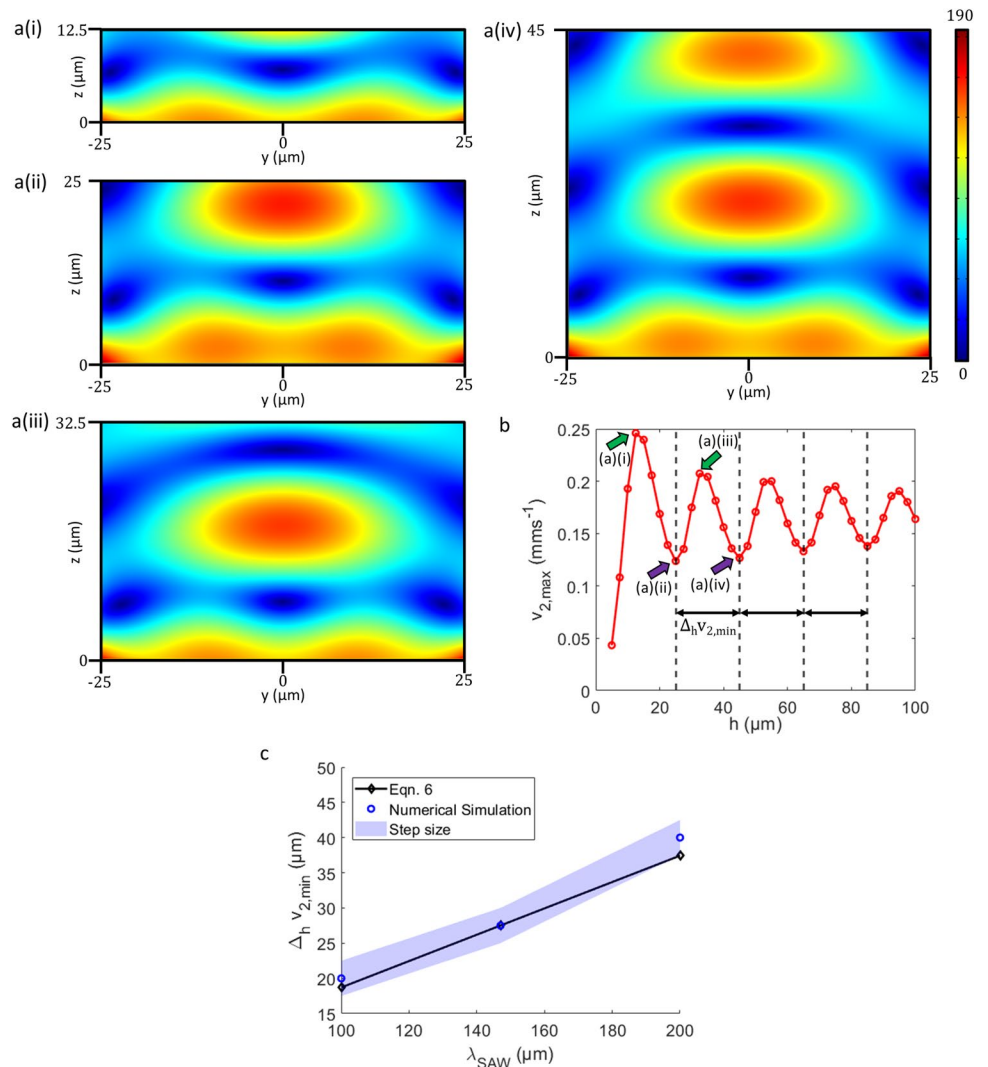 a(i)
12.5
z (μm)
0
-25
0
25
y (μm)
a(ii)
25
z (μm)
0
-25
0
25
y (μm)
a(iii)
32.5
z (μm)
0
-25
0
25
y (μm)
a(iv)
45
z (μm)
0
-25
0
25
y (μm)
190
0
b
0.25
0.2
0.15
0.1
0.05
0
v2,max (mms-1)
(a)(i)
(a)(iii)
(a)(ii)
(a)(iv)
Δhv2,min
0
20
40
60
80
100
h (μm)
c
50
45
40
35
30
25
20
15
Δh v2,min (μm)
Eqn. 6
Numerical Simulation
Step size
100
120
140
160
180
200
λSAW (μm)